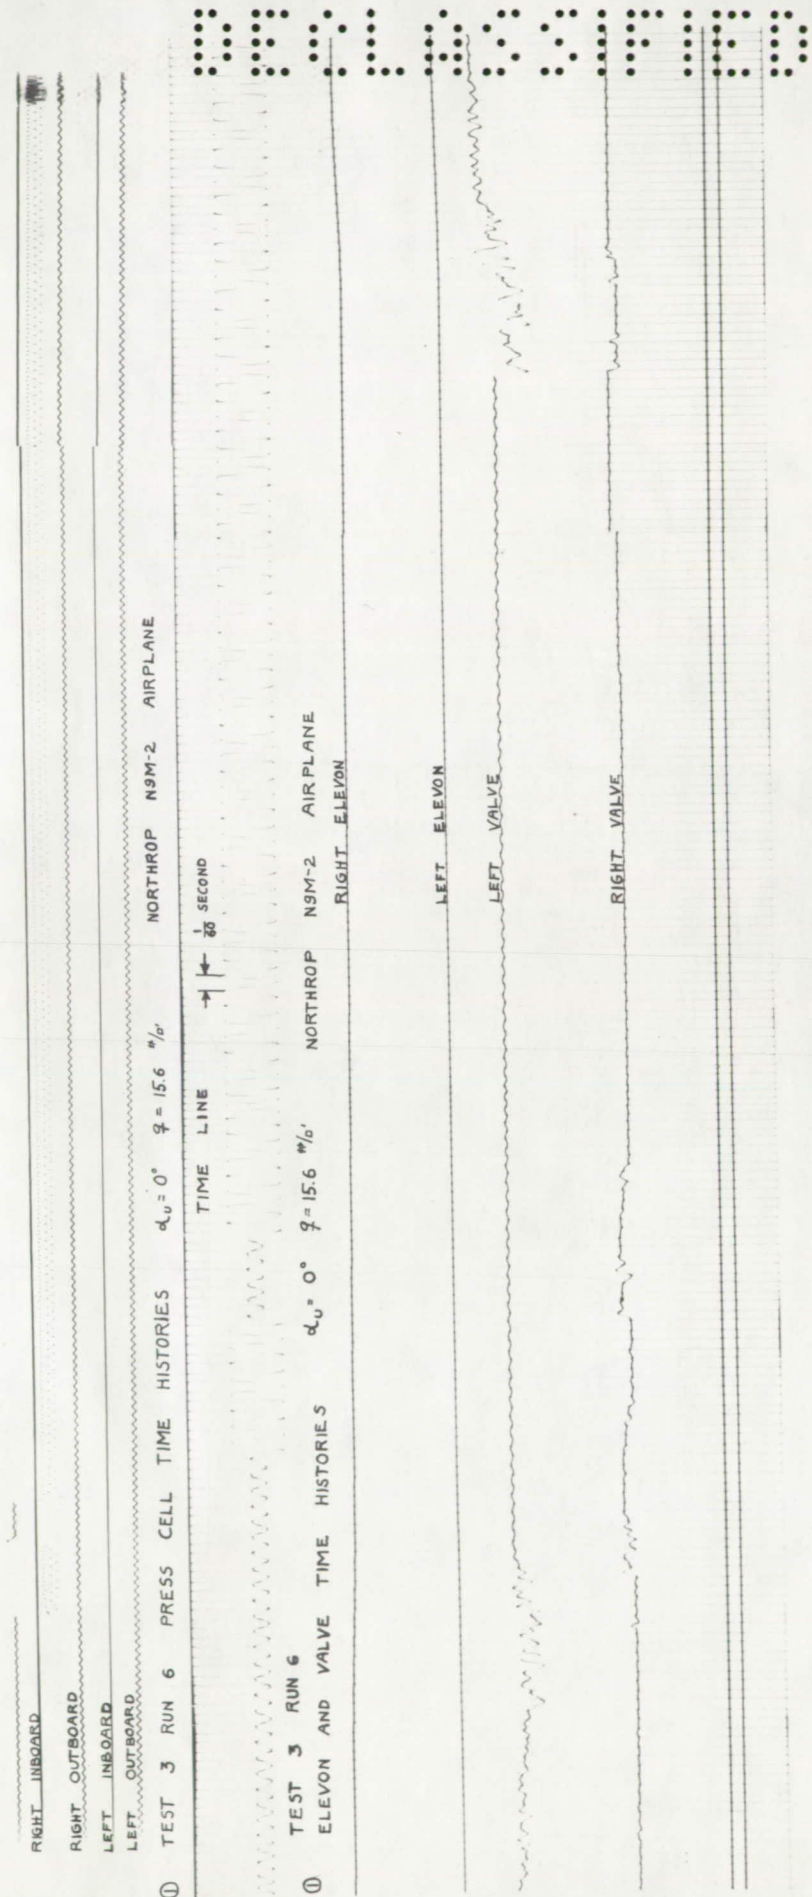 DECLASSIFIED
RIGHT INBOARD
RIGHT OUTBOARD
LEFT INBOARD
LEFT OUTBOARD
① TEST 3 RUN 6 PRESS CELL TIME HISTORIES αᵤ = 0° q = 15.6 #/□' NORTHROP N9M-2 AIRPLANE
TIME LINE 1/60 SECOND
① TEST 3 RUN 6
ELEVON AND VALVE TIME HISTORIES αᵤ = 0° q = 15.6 #/□' NORTHROP N9M-2 AIRPLANE
RIGHT ELEVON
LEFT ELEVON
LEFT VALVE
RIGHT VALVE